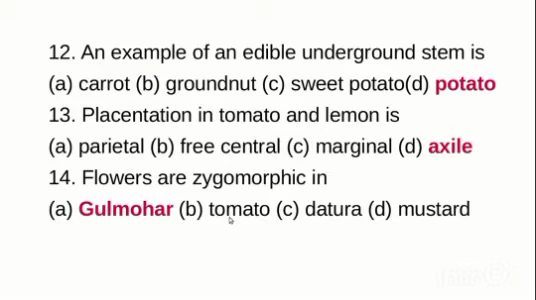 12. An example of an edible underground stem is
(a) carrot (b) groundnut (c) sweet potato(d) potato
13. Placentation in tomato and lemon is
(a) parietal (b) free central (c) marginal (d) axile
14. Flowers are zygomorphic in
(a) Gulmohar (b) tomato (c) datura (d) mustard